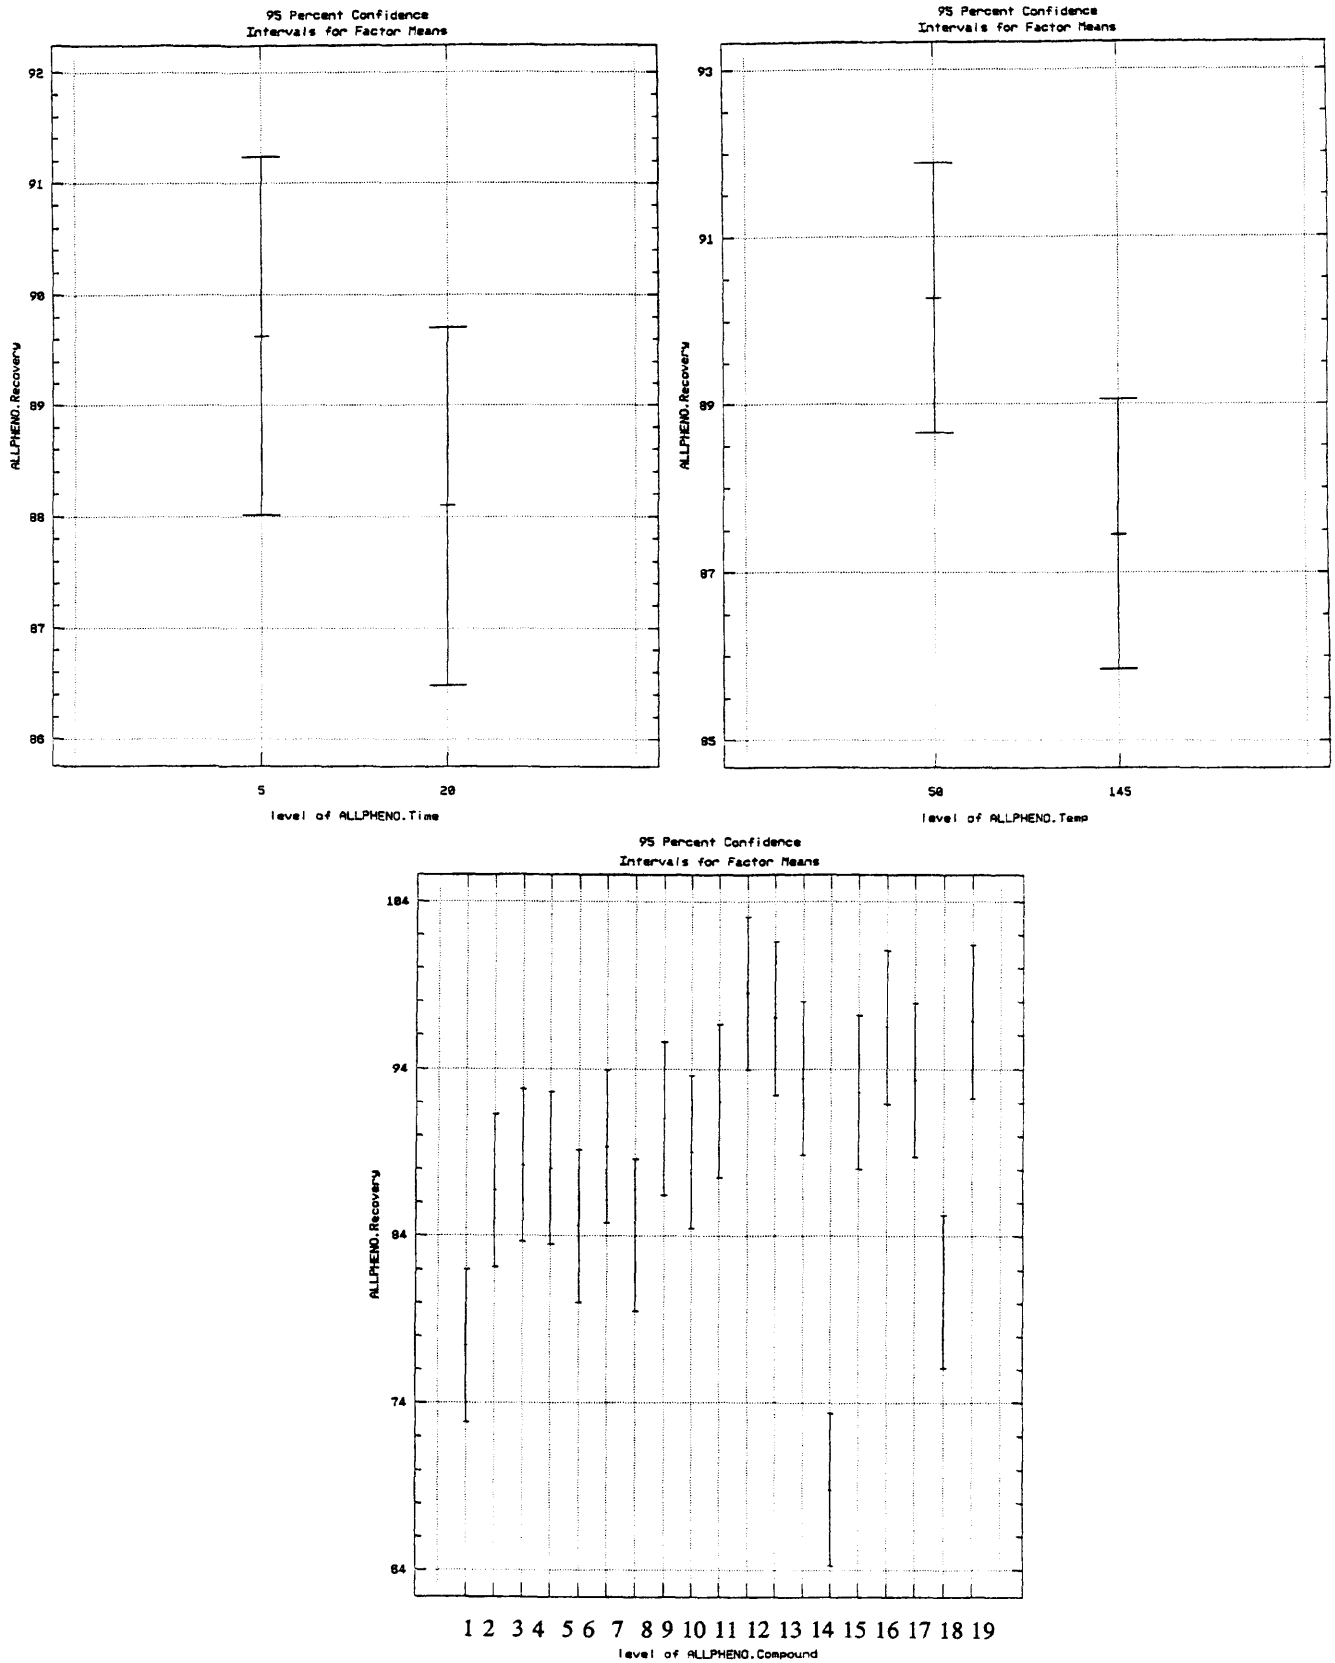 95 Percent Confidence
Intervals for Factor Means
92
91
90
89
88
87
86
ALLPHENO.Recovery
5 20
level of ALLPHENO.Time
95 Percent Confidence
Intervals for Factor Means
93
91
89
87
85
ALLPHENO.Recovery
50 145
level of ALLPHENO.Temp
95 Percent Confidence
Intervals for Factor Means
104
94
84
74
64
ALLPHENO.Recovery
1 2 3 4 5 6 7 8 9 10 11 12 13 14 15 16 17 18 19
level of ALLPHENO.Compound